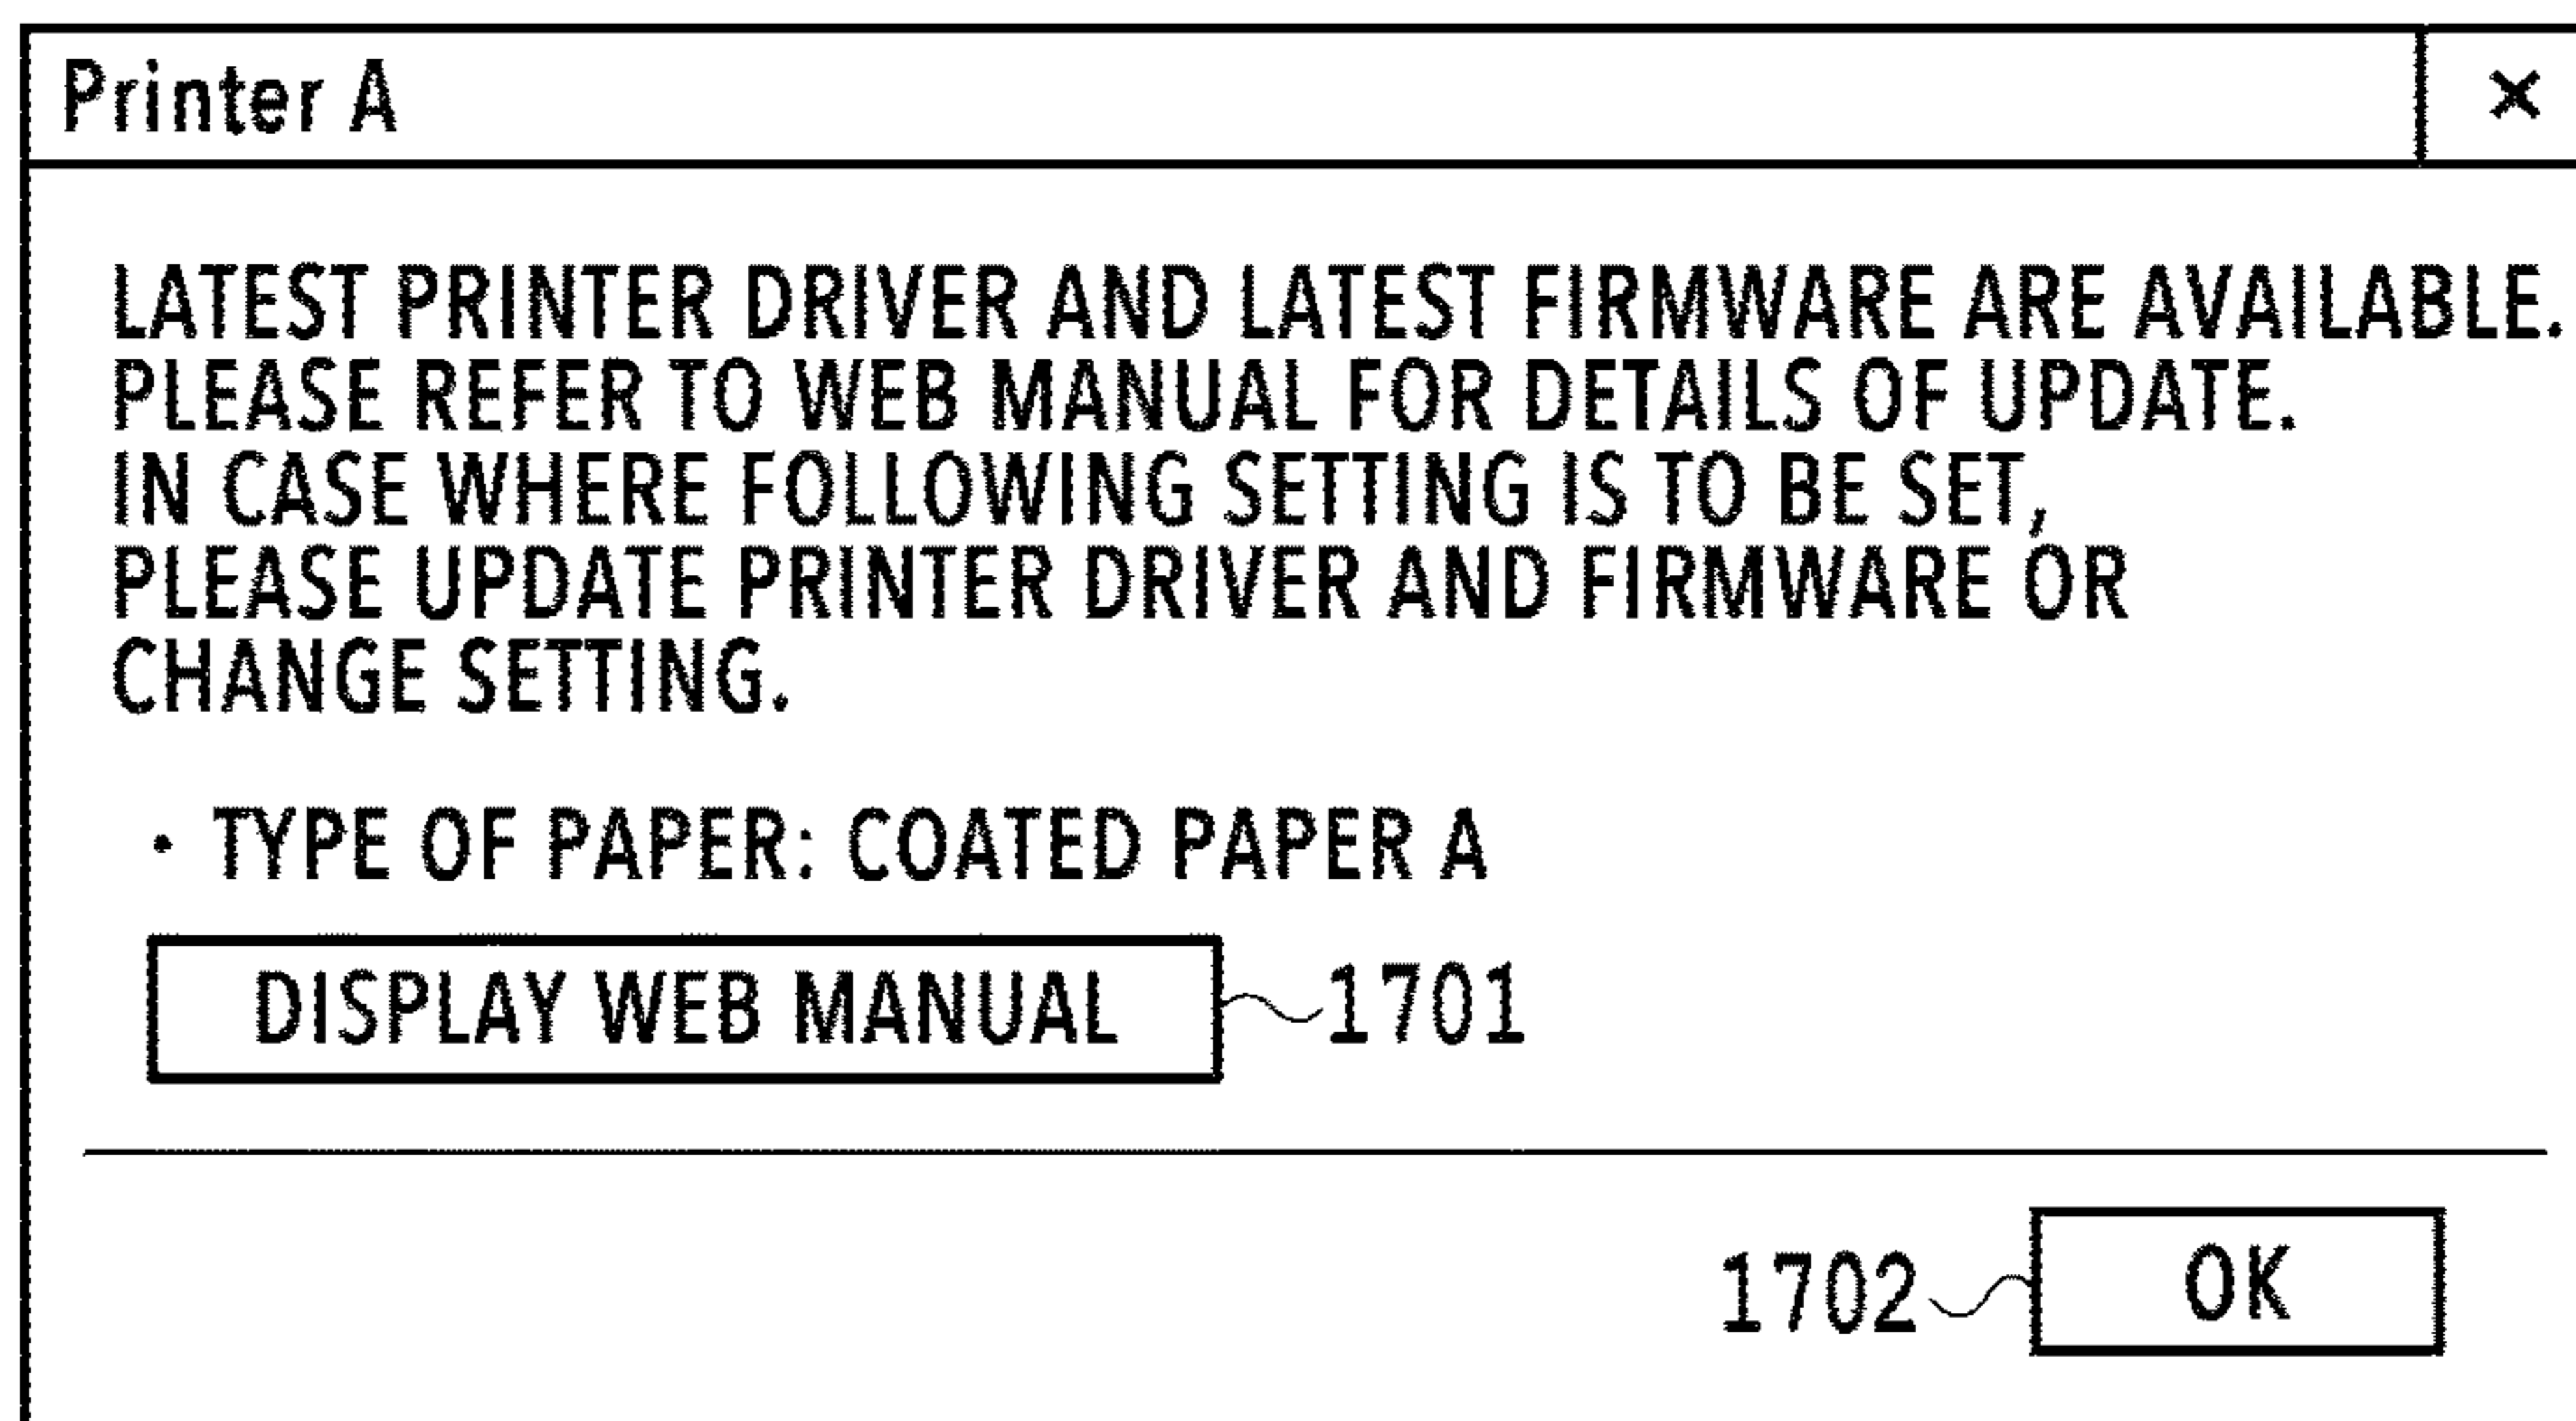 Printer A ×
LATEST PRINTER DRIVER AND LATEST FIRMWARE ARE AVAILABLE.
PLEASE REFER TO WEB MANUAL FOR DETAILS OF UPDATE.
IN CASE WHERE FOLLOWING SETTING IS TO BE SET,
PLEASE UPDATE PRINTER DRIVER AND FIRMWARE OR
CHANGE SETTING.
・TYPE OF PAPER: COATED PAPER A
DISPLAY WEB MANUAL 1701
1702 OK